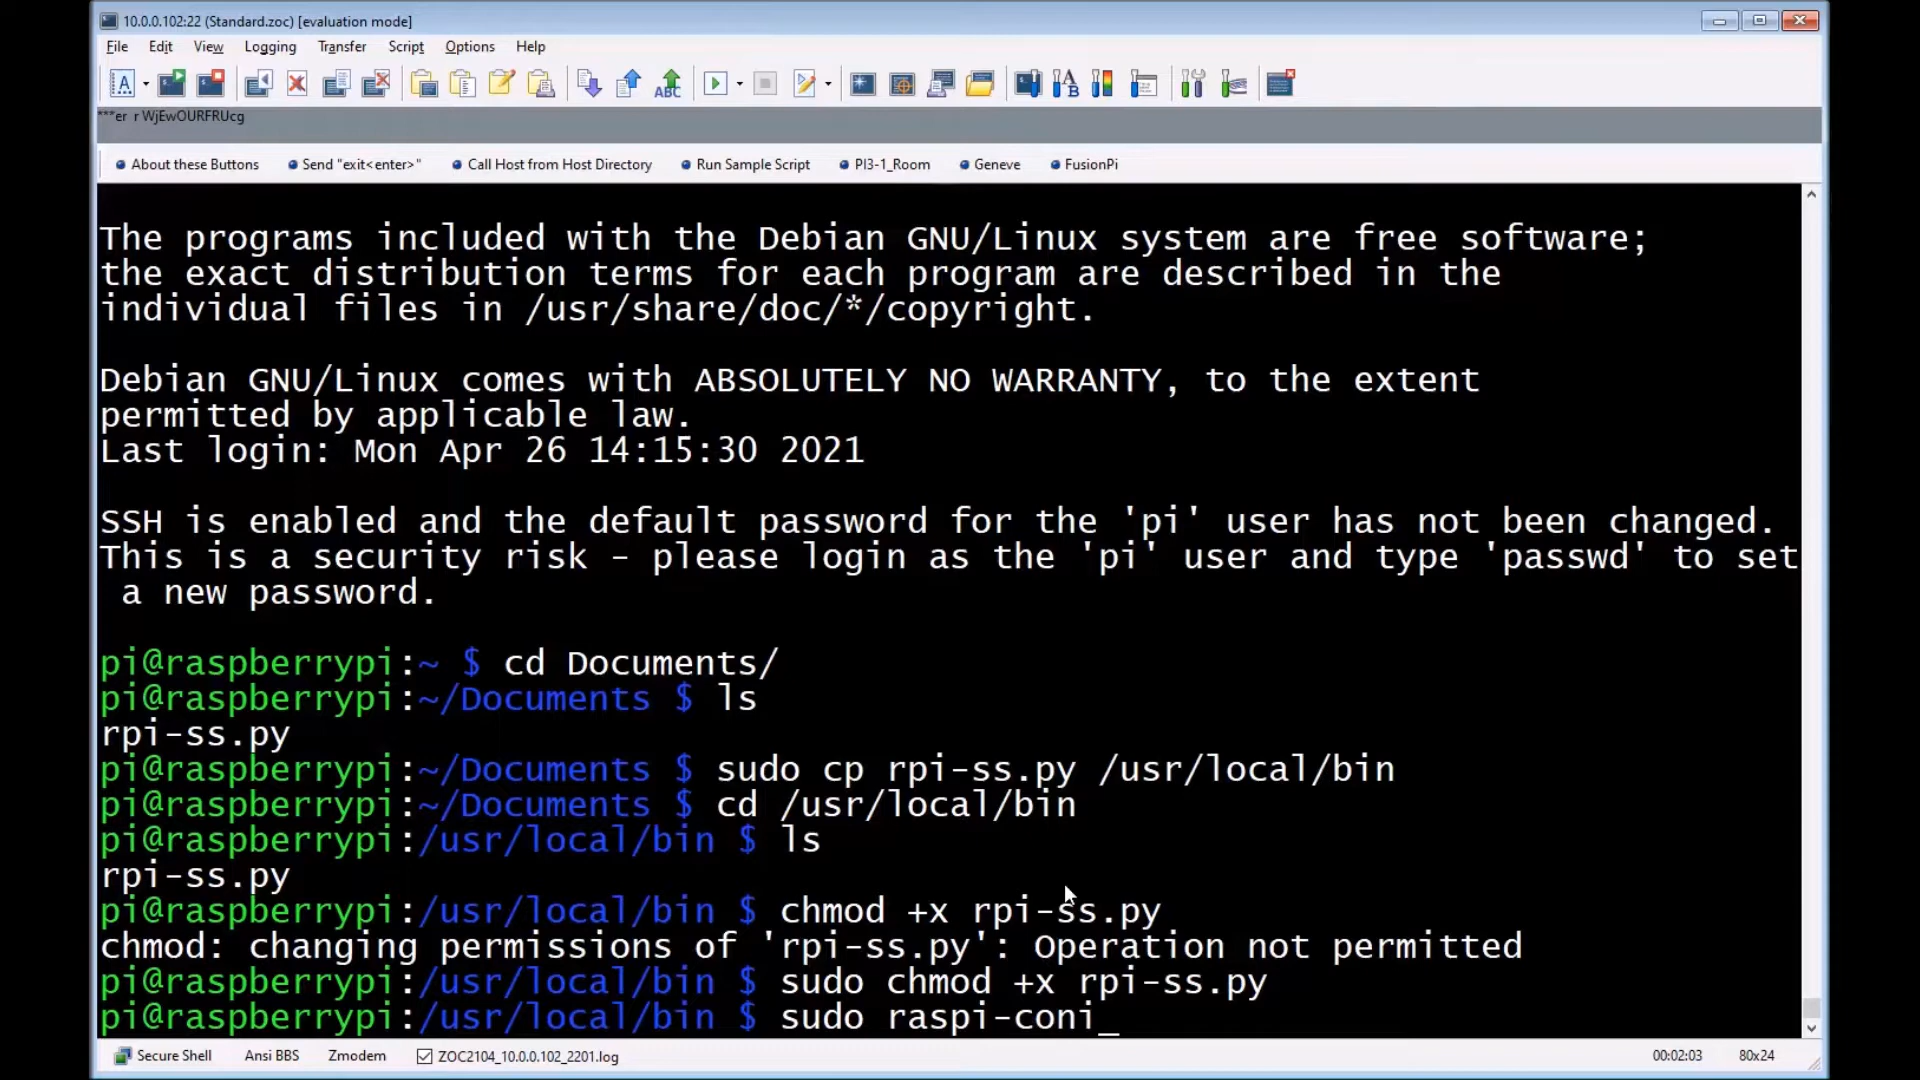 10.0.0.102:22 (Standard.zoc) [evaluation mode]
File Edit View Logging Transfer Script Options Help
***er r WjEwOURFRUcg
About these Buttons Send "exit<enter>" Call Host from Host Directory Run Sample Script PI3-1_Room Geneve FusionPi
The programs included with the Debian GNU/Linux system are free software;
the exact distribution terms for each program are described in the
individual files in /usr/share/doc/*/copyright.
Debian GNU/Linux comes with ABSOLUTELY NO WARRANTY, to the extent
permitted by applicable law.
Last login: Mon Apr 26 14:15:30 2021
SSH is enabled and the default password for the 'pi' user has not been changed.
This is a security risk - please login as the 'pi' user and type 'passwd' to set
a new password.
pi@raspberrypi:~ $ cd Documents/
pi@raspberrypi:~/Documents $ ls
rpi-ss.py
pi@raspberrypi:~/Documents $ sudo cp rpi-ss.py /usr/local/bin
pi@raspberrypi:~/Documents $ cd /usr/local/bin
pi@raspberrypi:/usr/local/bin $ ls
rpi-ss.py
pi@raspberrypi:/usr/local/bin $ chmod +x rpi-ss.py
chmod: changing permissions of 'rpi-ss.py': Operation not permitted
pi@raspberrypi:/usr/local/bin $ sudo chmod +x rpi-ss.py
pi@raspberrypi:/usr/local/bin $ sudo raspi-coni_
Secure Shell Ansi BBS Zmodem ZOC2104_10.0.0.102_2201.log 00:02:03 80x24